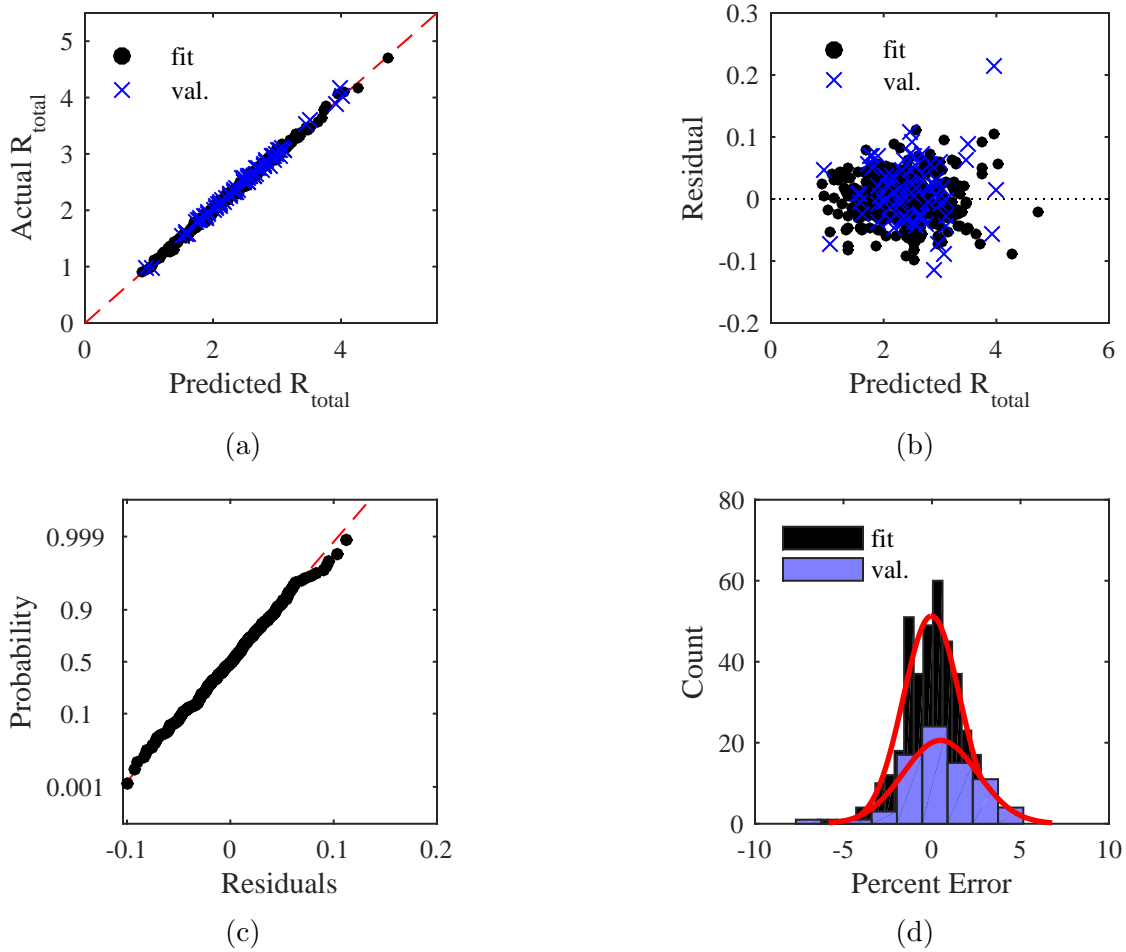 5
4
3
2
1
0
0
2
4
Actual R_total
Predicted R_total
fit
val.
(a)
0.3
0.2
0.1
0
-0.1
-0.2
0
2
4
6
Residual
Predicted R_total
fit
val.
(b)
0.999
0.9
0.5
0.1
0.001
-0.1
0
0.1
0.2
Probability
Residuals
(c)
80
60
40
20
0
-10
-5
0
5
10
Count
Percent Error
fit
val.
(d)